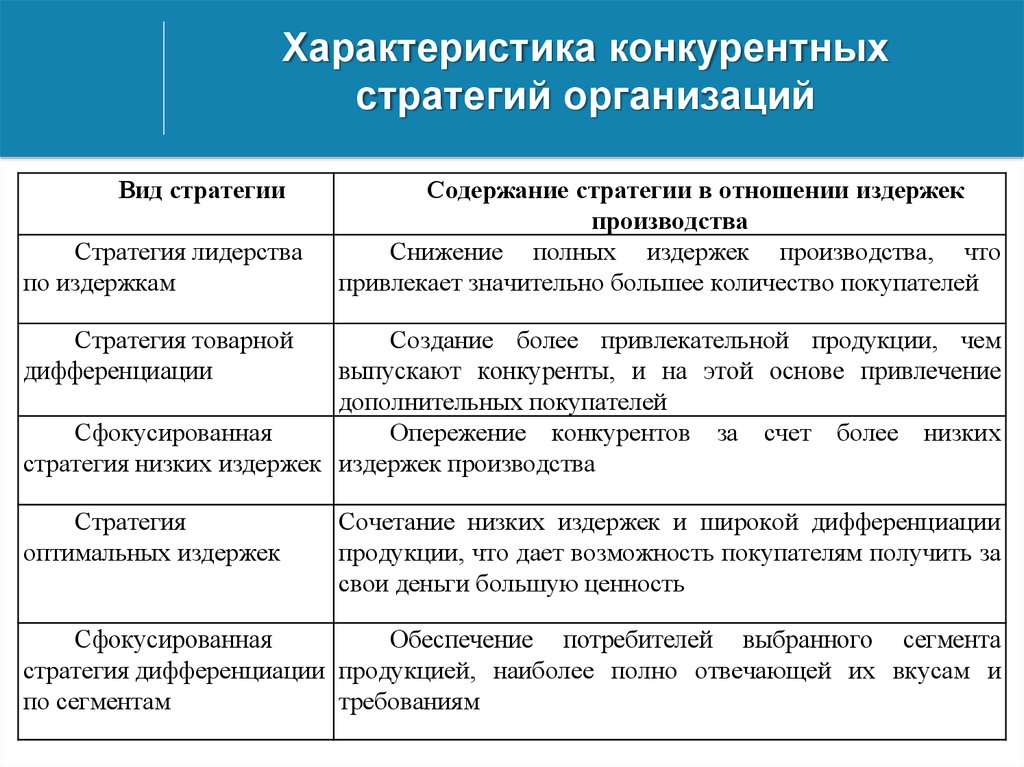 Характеристика конкурентных
стратегий организаций
Вид стратегии
Содержание стратегии в отношении издержек
производства
Стратегия лидерства
по издержкам
Снижение полных издержек производства, что
привлекает значительно большее количество покупателей
Стратегия товарной
дифференциации
Создание более привлекательной продукции, чем
выпускают конкуренты, и на этой основе привлечение
дополнительных покупателей
Сфокусированная
стратегия низких издержек
Опережение конкурентов за счет более низких
издержек производства
Стратегия
оптимальных издержек
Сочетание низких издержек и широкой дифференциации
продукции, что дает возможность покупателям получить за
свои деньги большую ценность
Сфокусированная
стратегия дифференциации
по сегментам
Обеспечение потребителей выбранного сегмента
продукцией, наиболее полно отвечающей их вкусам и
требованиям